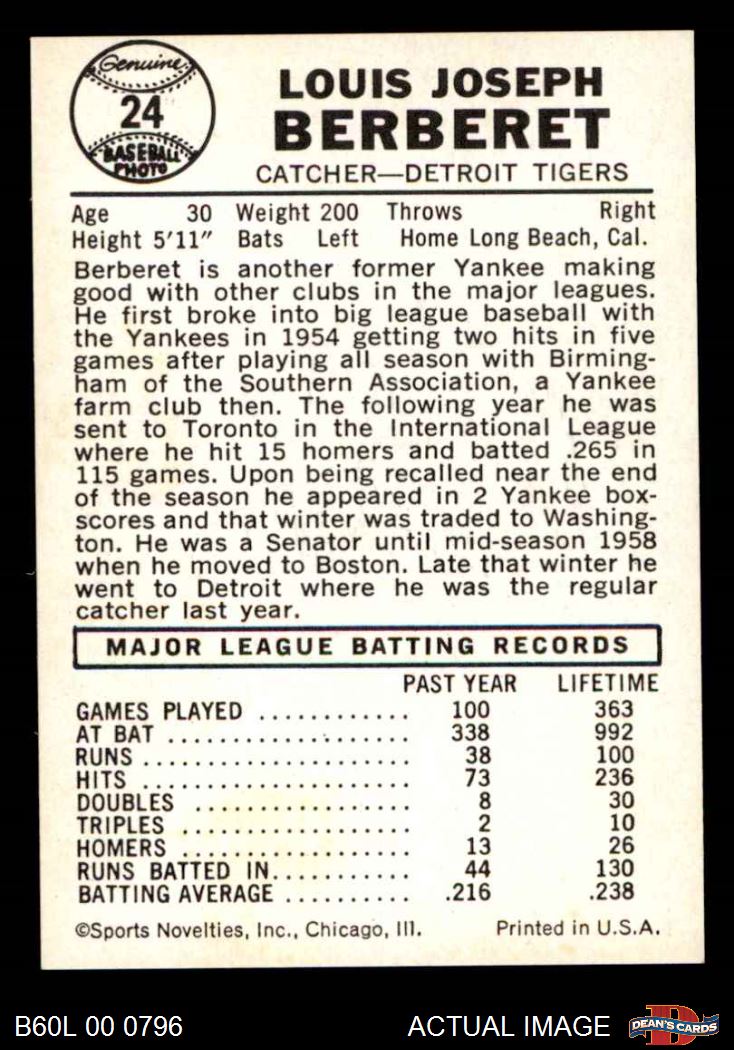 Genuine
24
BASEBALL
PHOTO
LOUIS JOSEPH
BERBERET
CATCHER—DETROIT TIGERS
Age 30 Weight 200 Throws Right
Height 5'11" Bats Left Home Long Beach, Cal.
Berberet is another former Yankee making
good with other clubs in the major leagues.
He first broke into big league baseball with
the Yankees in 1954 getting two hits in five
games after playing all season with Birming-
ham of the Southern Association, a Yankee
farm club then. The following year he was
sent to Toronto in the International League
where he hit 15 homers and batted .265 in
115 games. Upon being recalled near the end
of the season he appeared in 2 Yankee box-
scores and that winter was traded to Washing-
ton. He was a Senator until mid-season 1958
when he moved to Boston. Late that winter he
went to Detroit where he was the regular
catcher last year.
MAJOR LEAGUE BATTING RECORDS
PAST YEAR LIFETIME
GAMES PLAYED ............ 100 363
AT BAT ..................... 338 992
RUNS ....................... 38 100
HITS ........................ 73 236
DOUBLES .................. 8 30
TRIPLES ................... 2 10
HOMERS ................... 13 26
RUNS BATTED IN............ 44 130
BATTING AVERAGE .......... .216 .238
©Sports Novelties, Inc., Chicago, Ill. Printed in U.S.A.
B60L 00 0796 ACTUAL IMAGE D DEAN'S CARDS